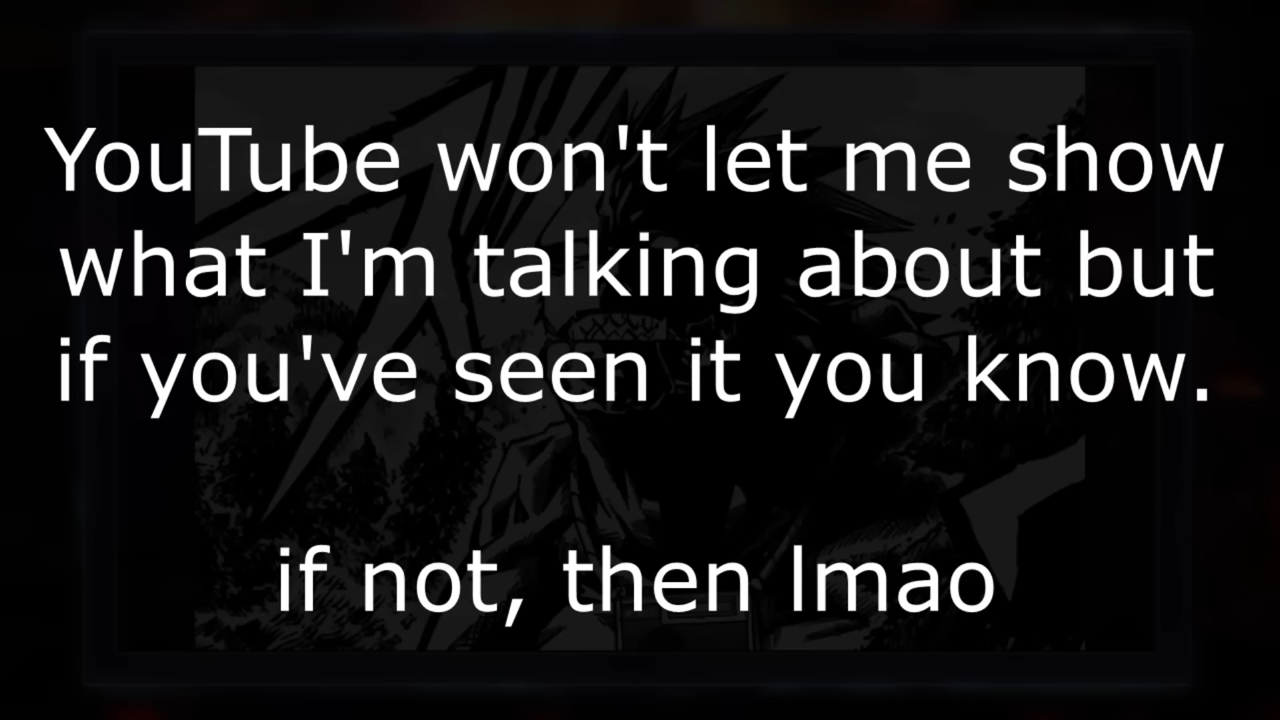 YouTube won't let me show
what I'm talking about but
if you've seen it you know.
if not, then lmao